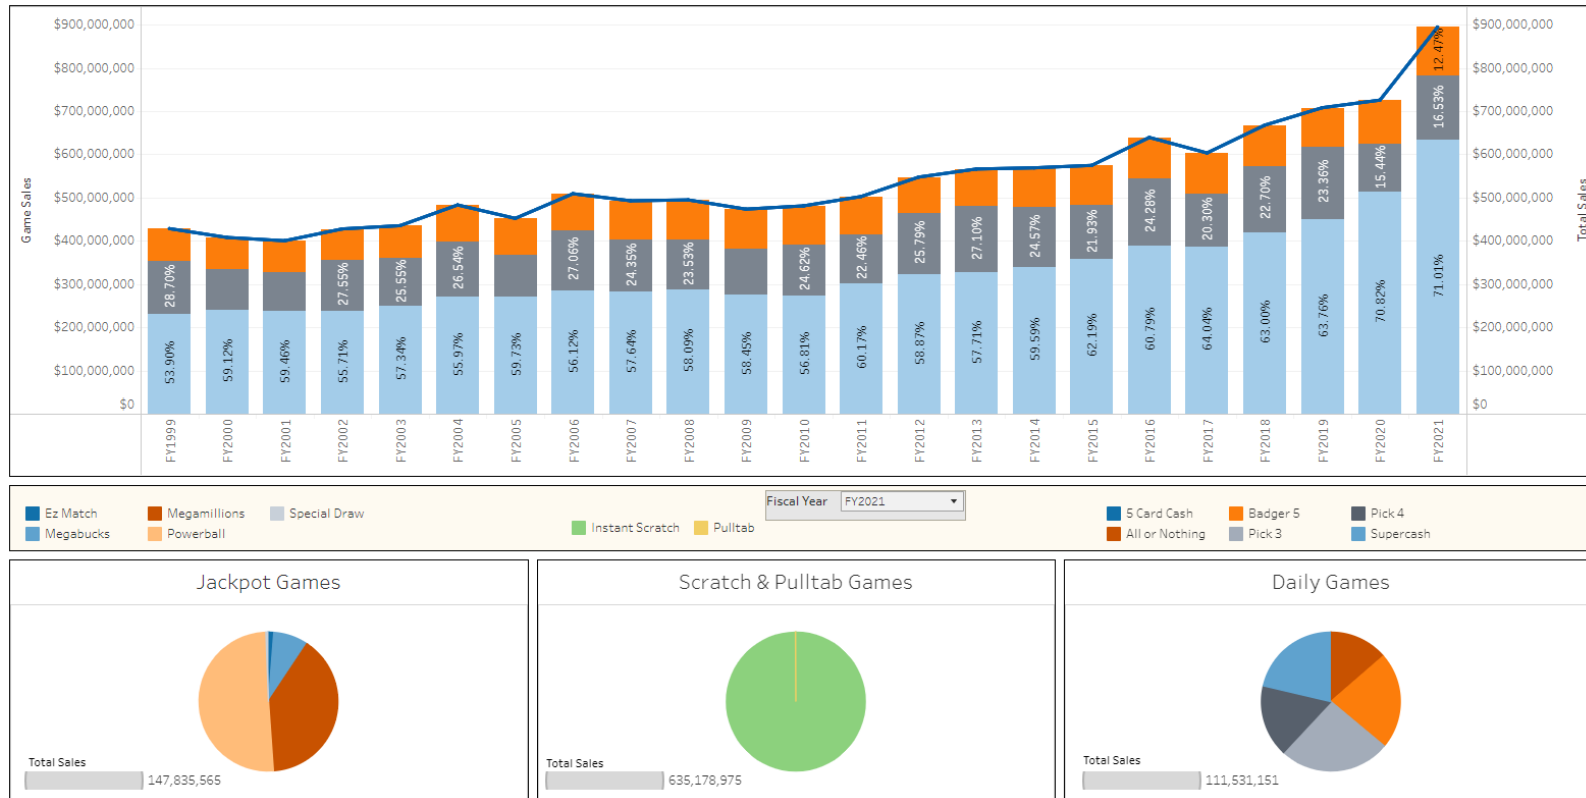 $900,000,000
$800,000,000
$700,000,000
$600,000,000
$500,000,000
$400,000,000
$300,000,000
$200,000,000
$100,000,000
$0
Game Sales
28.70%
53.90%
59.12%
59.46%
27.55%
55.71%
25.55%
57.34%
26.54%
55.97%
59.73%
27.06%
56.12%
24.35%
57.64%
23.53%
58.09%
58.45%
24.62%
56.81%
22.46%
60.17%
25.79%
58.87%
27.10%
57.71%
24.57%
59.59%
21.93%
62.19%
24.28%
60.79%
20.30%
64.04%
22.70%
63.00%
23.36%
63.76%
15.44%
70.82%
12.47%
16.53%
71.01%
$900,000,000
$800,000,000
$700,000,000
$600,000,000
$500,000,000
$400,000,000
$300,000,000
$200,000,000
$100,000,000
$0
Total Sales
FY1999
FY2000
FY2001
FY2002
FY2003
FY2004
FY2005
FY2006
FY2007
FY2008
FY2009
FY2010
FY2011
FY2012
FY2013
FY2014
FY2015
FY2016
FY2017
FY2018
FY2019
FY2020
FY2021
Ez Match Megamillions Special Draw
Megabucks Powerball
Fiscal Year FY2021
Instant Scratch Pulltab
5 Card Cash Badger 5 Pick 4
All or Nothing Pick 3 Supercash
Jackpot Games
Total Sales
147,835,565
Scratch & Pulltab Games
Total Sales
635,178,975
Daily Games
Total Sales
111,531,151